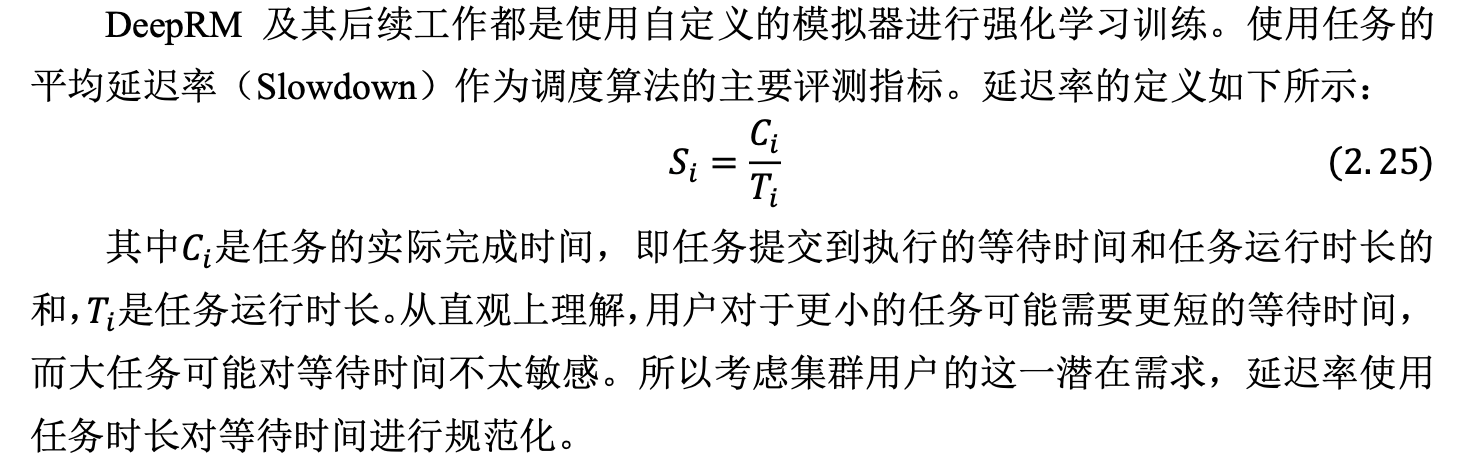 DeepRM 及其后续工作都是使用自定义的模拟器进行强化学习训练。使用任务的
平均延迟率（Slowdown）作为调度算法的主要评测指标。延迟率的定义如下所示：
S_i = C_i / T_i (2.25)
其中C_i是任务的实际完成时间，即任务提交到执行的等待时间和任务运行时长的
和，T_i是任务运行时长。从直观上理解，用户对于更小的任务可能需要更短的等待时间，
而大任务可能对等待时间不太敏感。所以考虑集群用户的这一潜在需求，延迟率使用
任务时长对等待时间进行规范化。